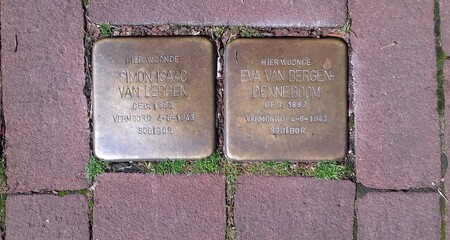 HIER WOONDE
SIMON ISAAC
VAN BERGEN
GEB.
VERMOORD 4-6-1943
SOBIBOR
HIER WOONDE
EVA VAN BERGEN-
DENNEBOOM
GEB. 1882
VERMOORD 4-6-1943
SOBIBOR